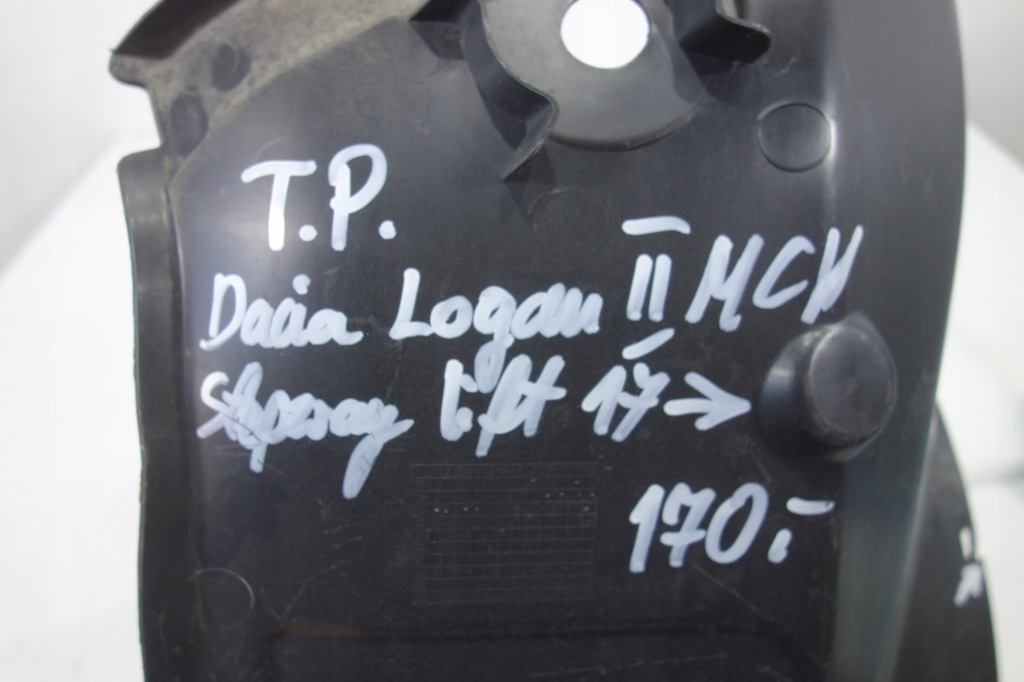 T.P.
Dacia Logan II MCV
Stepway lift 17→
170.-